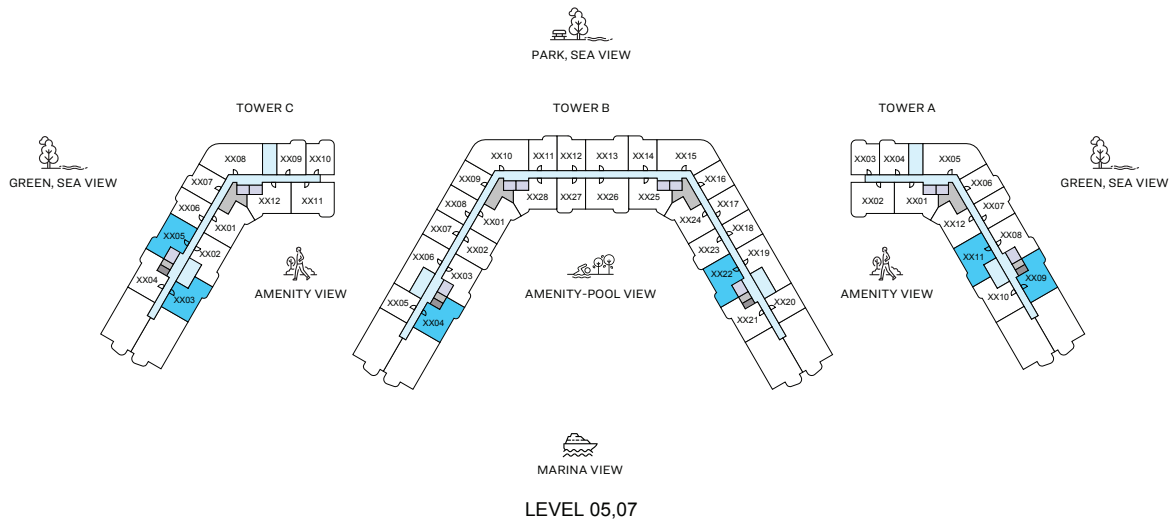 PARK, SEA VIEW
TOWER C
TOWER B
TOWER A
GREEN, SEA VIEW
GREEN, SEA VIEW
XX08
XX09
XX10
XX07
XX12
XX11
XX06
XX01
XX05
XX02
XX04
XX03
AMENITY VIEW
XX10
XX11
XX12
XX13
XX14
XX15
XX09
XX16
XX08
XX28
XX27
XX26
XX25
XX17
XX07
XX01
XX24
XX18
XX06
XX02
XX23
XX19
XX05
XX03
XX22
XX20
XX04
XX21
AMENITY-POOL VIEW
XX03
XX04
XX05
XX06
XX02
XX01
XX07
XX12
XX08
XX11
XX09
XX10
AMENITY VIEW
MARINA VIEW
LEVEL 05,07